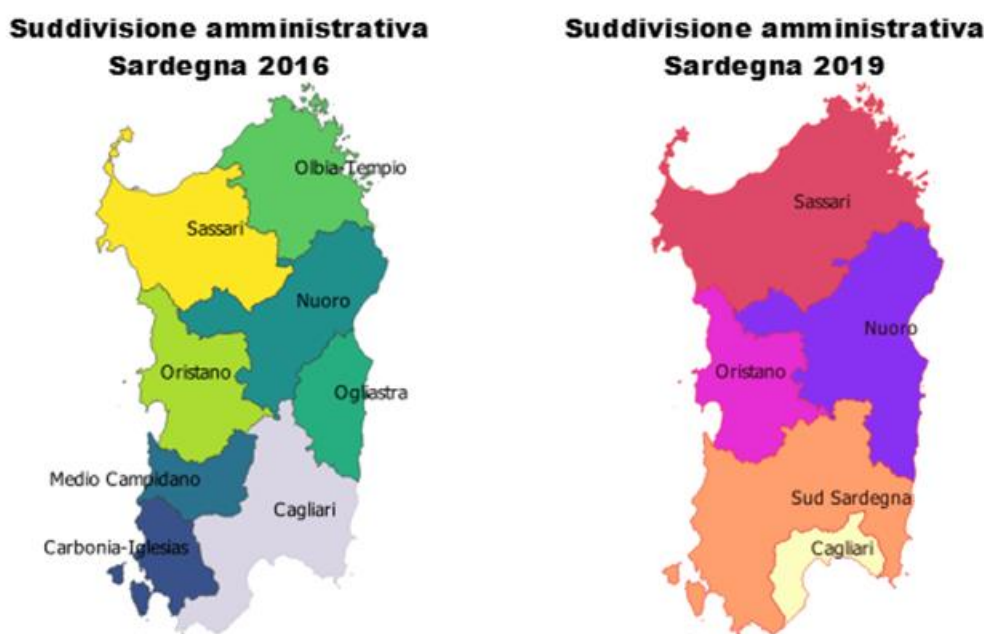 Suddivisione amministrativa
Sardegna 2016
Olbia-Tempio
Sassari
Nuoro
Oristano
Ogliastra
Medio Campidano
Cagliari
Carbonia-Iglesias
Suddivisione amministrativa
Sardegna 2019
Sassari
Nuoro
Oristano
Sud Sardegna
Cagliari